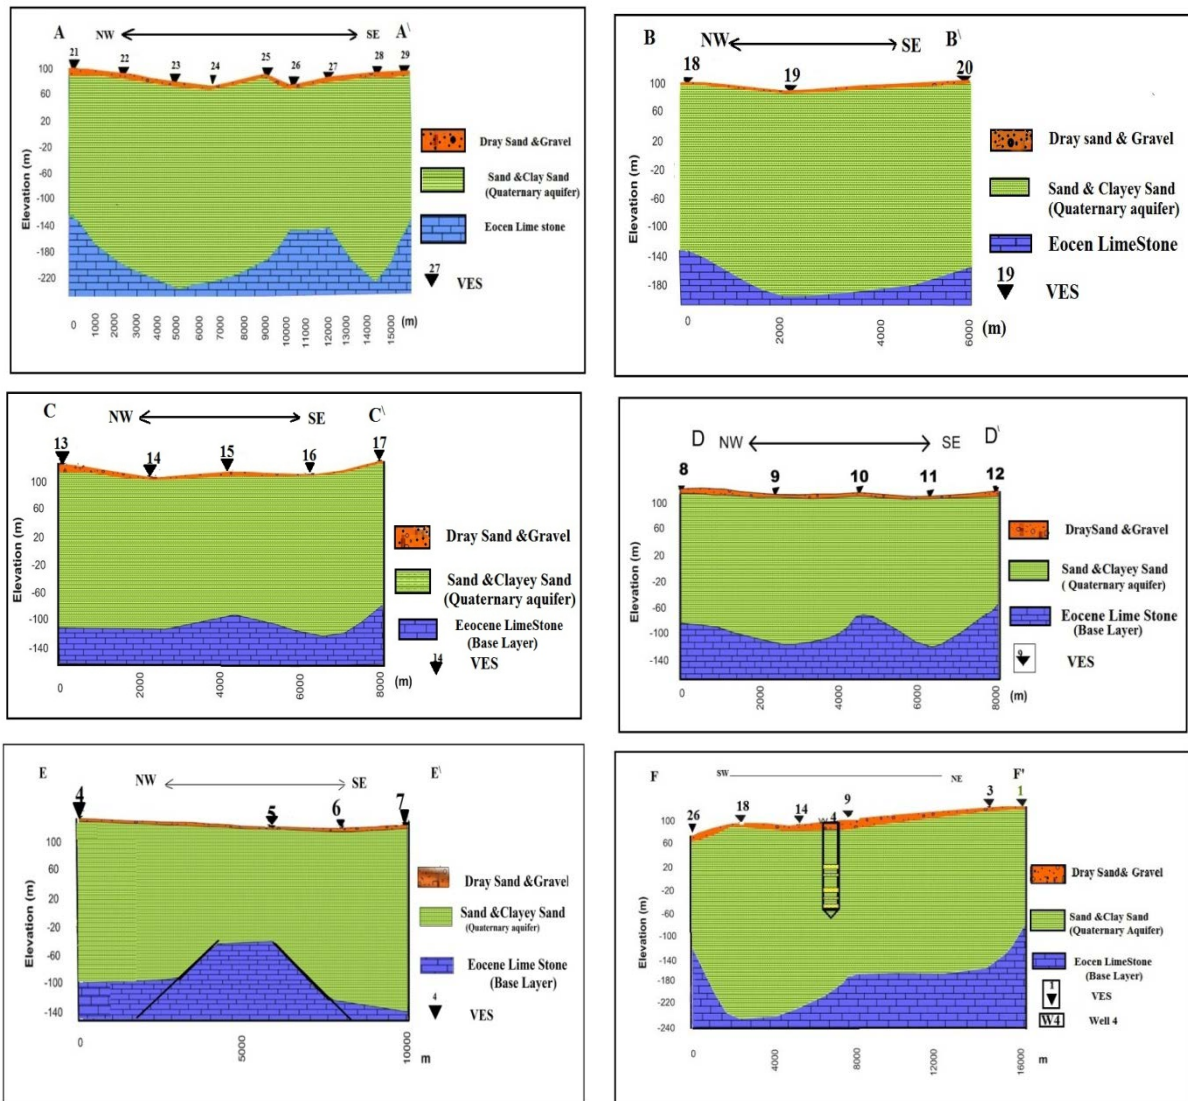 A NW SE A\
21 22 23 24 25 26 27 28 29
100
60
20
-20
-60
-100
-140
-180
-220
Elevation (m)
0 1000 2000 3000 4000 5000 6000 7000 8000 9000 10000 11000 12000 13000 14000 15000 (m)
Dray Sand &Gravel
Sand &Clay Sand
(Quaternary aquifer)
Eocen Lime stone
27
VES
B NW SE B\
18 19 20
100
60
20
-20
-60
-100
-140
-180
Elevation (m)
0 2000 4000 6000 (m)
Dray sand & Gravel
Sand & Clayey Sand
(Quaternary aquifer)
Eocen LimeStone
19
VES
C NW SE C\
13 14 15 16 17
100
60
20
-20
-60
-100
-140
Elevation (m)
0 2000 4000 6000 8000 (m)
Dray Sand &Gravel
Sand &Clayey Sand
(Quaternary aquifer)
Eeocene LimeStone
(Base Layer)
14
VES
D NW SE D\
8 9 10 11 12
100
60
20
-20
-60
-100
-140
Elevation (m)
0 2000 4000 6000 8000 (m)
DraySand &Gravel
Sand &Clayey Sand
( Quaternary aquifer)
Eocene Lime Stone
(Base Layer)
9
VES
E NW SE E\
4 5 6 7
100
60
20
-20
-60
-100
-140
Elevation (m)
0 5000 10000 m
Dray Sand &Gravel
Sand &Clayey Sand
(Quaternary aquifer)
Eocene Lime Stone
(Base Layer)
4
VES
F SW NE F'
26 18 14 4 9 3 1
100
60
20
-20
-60
-140
-180
-220
-240
Elevation (m)
0 4000 8000 12000 16000 m
Dray Sand& Gravel
Sand &Clay Sand
(Quaternary Aquifer)
Eocen LimeStone
(Base Layer)
1
VES
W4 Well 4